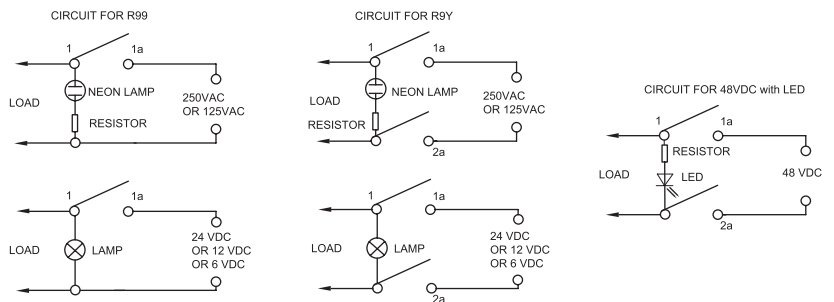 CIRCUIT FOR R99
1
1a
NEON LAMP
LOAD
RESISTOR
250VAC
OR 125VAC
1
1a
LOAD
LAMP
24 VDC
OR 12 VDC
OR 6 VDC
CIRCUIT FOR R9Y
1
1a
NEON LAMP
LOAD
RESISTOR
250VAC
OR 125VAC
2a
1
1a
LOAD
LAMP
24 VDC
OR 12 VDC
OR 6 VDC
2a
CIRCUIT FOR 48VDC with LED
1
1a
RESISTOR
LOAD
LED
48 VDC
2a